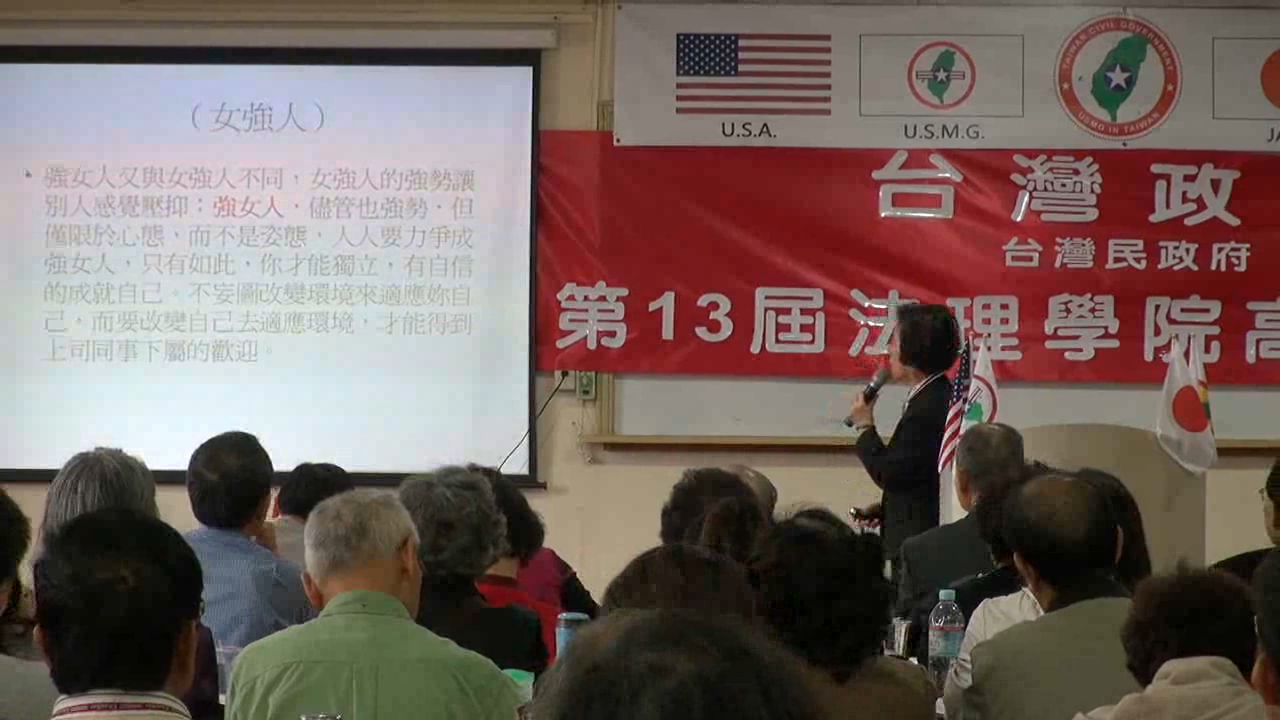 （女強人）
強女人又與女強人不同，女強人的強勢讓
別人感覺壓抑；強女人，儘管也強勢，但
僅限於心態，而不是姿態，人人要力爭成
強女人，只有如此，你才能獨立，有自信
的成就自己。不妄圖改變環境來適應妳自
己，而要改變自己去適應環境，才能得到
上司同事下屬的歡迎。
U.S.A.
U.S.M.G.
TAIWAN CIVIL GOVERNMENT
USMG IN TAIWAN
JA
台灣政
台灣民政府
第13屆法理學院高